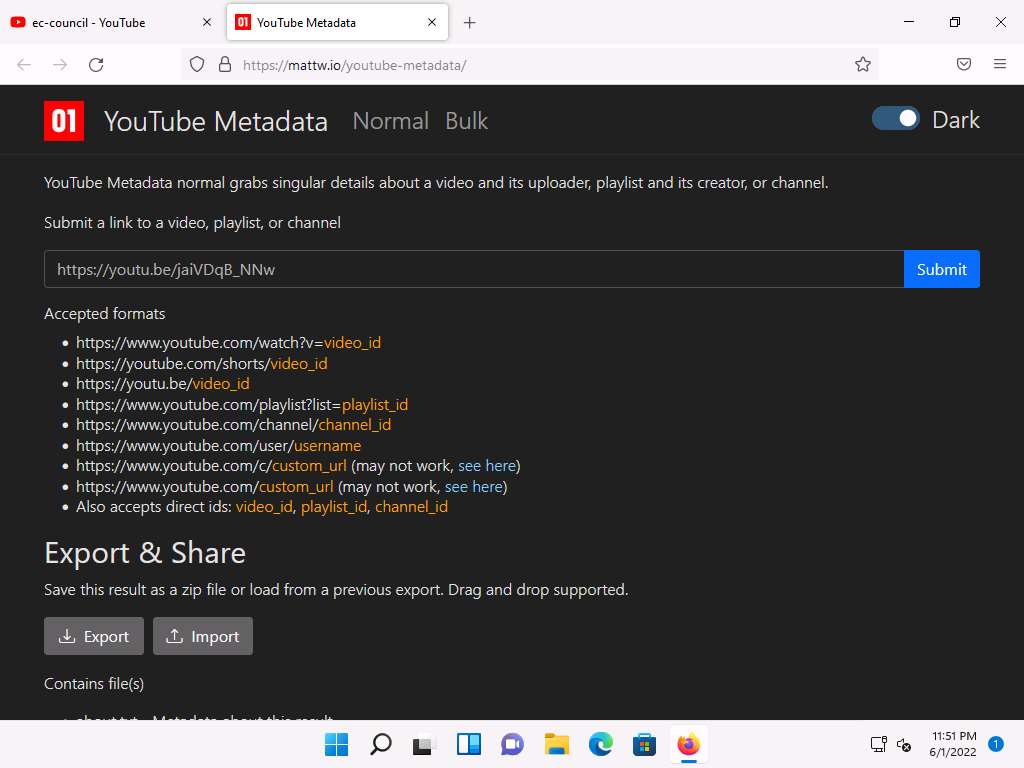 ec-council - YouTube
01 YouTube Metadata
https://mattw.io/youtube-metadata/
01 YouTube Metadata Normal Bulk Dark
YouTube Metadata normal grabs singular details about a video and its uploader, playlist and its creator, or channel.
Submit a link to a video, playlist, or channel
https://youtu.be/jaiVDqB_NNw Submit
Accepted formats
• https://www.youtube.com/watch?v=video_id
• https://youtube.com/shorts/video_id
• https://youtu.be/video_id
• https://www.youtube.com/playlist?list=playlist_id
• https://www.youtube.com/channel/channel_id
• https://www.youtube.com/user/username
• https://www.youtube.com/c/custom_url (may not work, see here)
• https://www.youtube.com/custom_url (may not work, see here)
• Also accepts direct ids: video_id, playlist_id, channel_id
Export & Share
Save this result as a zip file or load from a previous export. Drag and drop supported.
Export Import
Contains file(s)
• about.txt - Metadata about this result
11:51 PM
6/1/2022
1